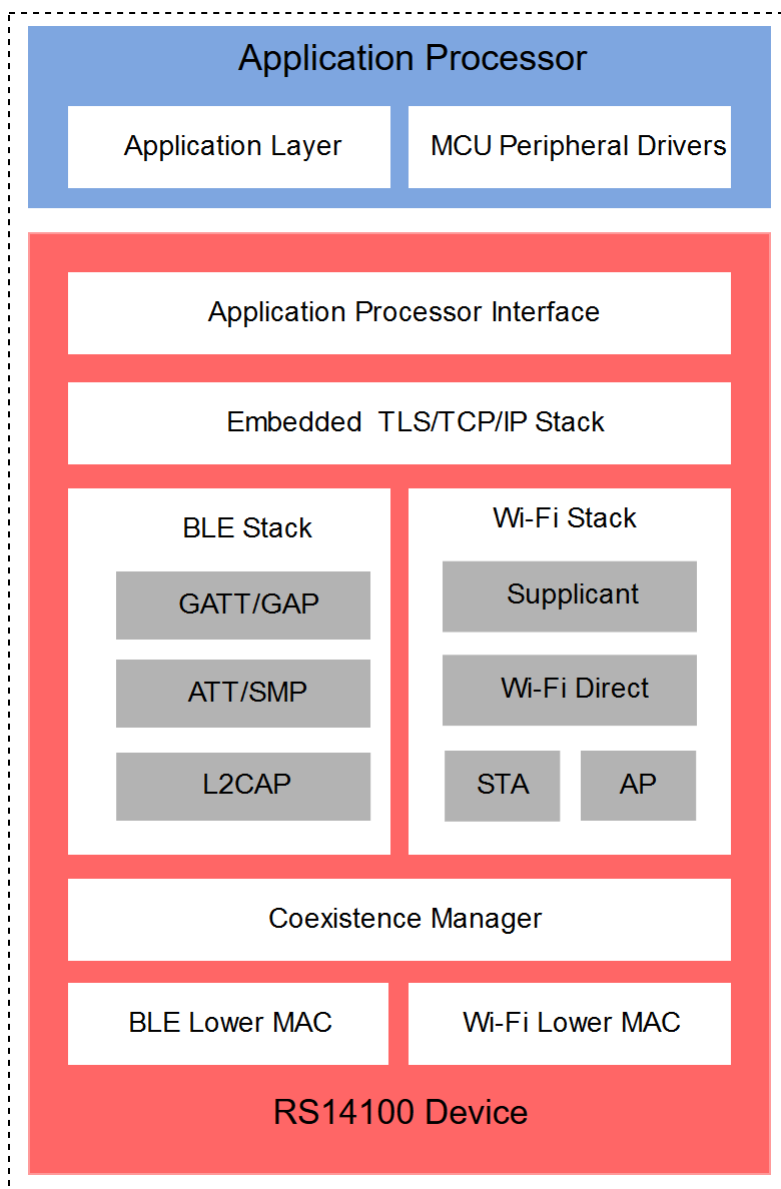 Application Processor
Application Layer
MCU Peripheral Drivers
Application Processor Interface
Embedded  TLS/TCP/IP Stack
BLE Stack
GATT/GAP
ATT/SMP
L2CAP
Wi-Fi Stack
Supplicant
Wi-Fi Direct
STA
AP
Coexistence Manager
BLE Lower MAC
Wi-Fi Lower MAC
RS14100 Device